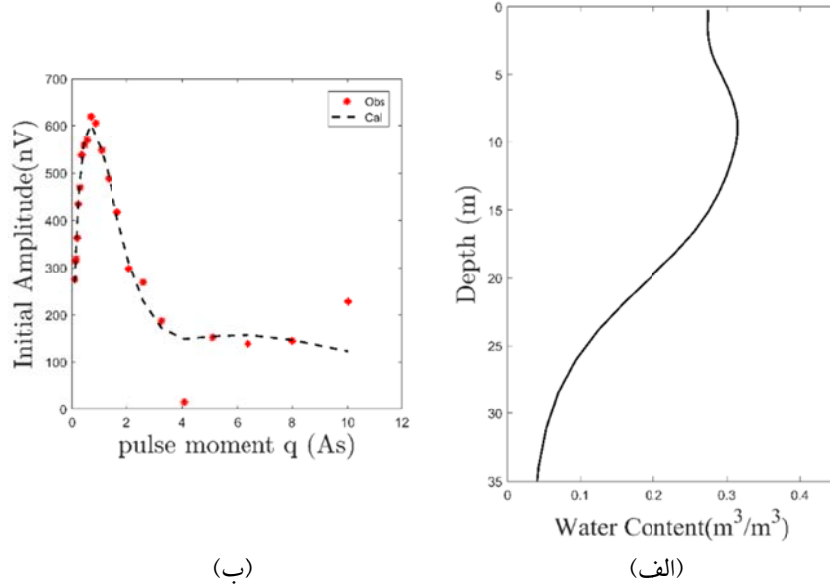 700
600
500
400
300
200
100
0
0 2 4 6 8 10 12
Initial Amplitude(nV)
pulse moment q (As)
Obs
Cal
(ب)
0
5
10
15
20
25
30
35
0 0.1 0.2 0.3 0.4
Depth (m)
Water Content(m³/m³)
(الف)